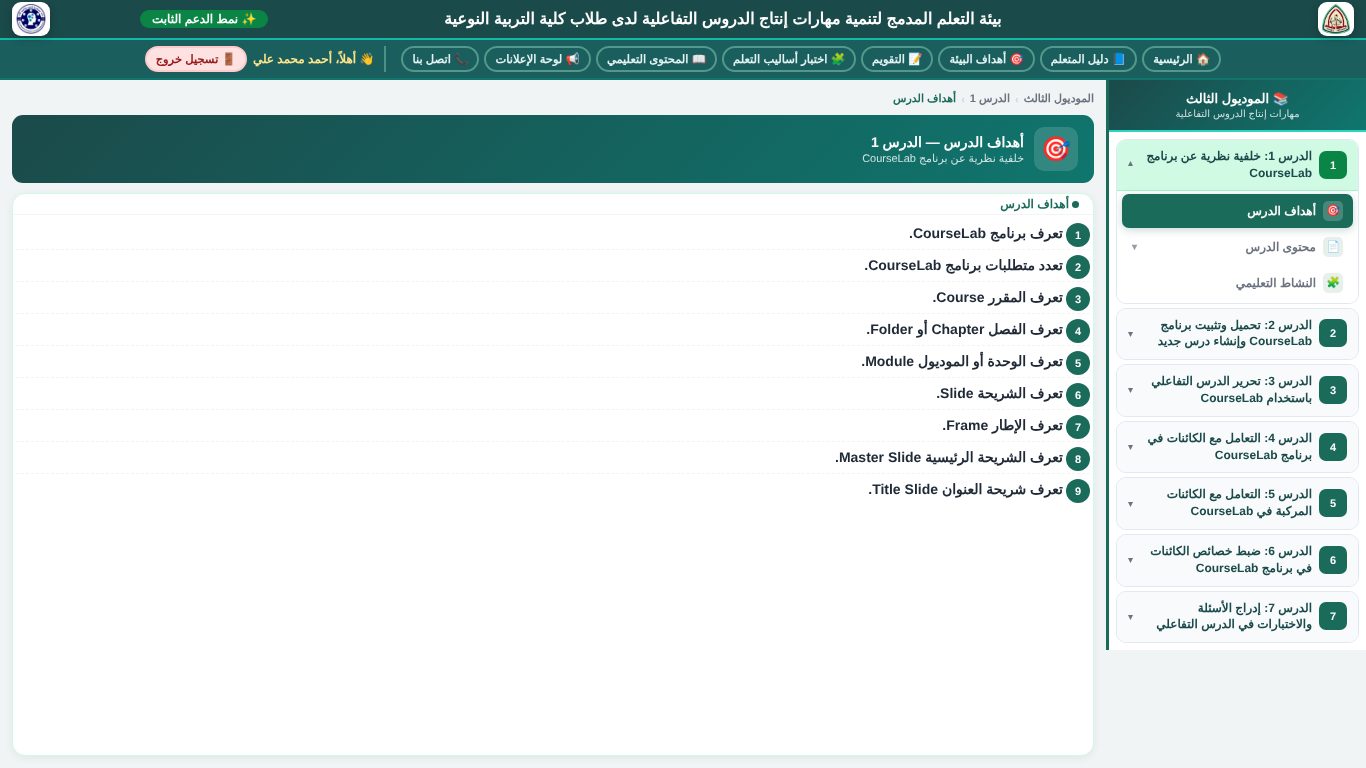 بيئة التعلم المدمج لتنمية مهارات إنتاج الدروس التفاعلية لدى طلاب كلية التربية النوعية
✨ نمط الدعم الثابت
🏠 الرئيسية
📘 دليل المتعلم
🎯 أهداف البيئة
📝 التقويم
🧩 اختبار أساليب التعلم
📖 المحتوى التعليمي
📢 لوحة الإعلانات
📞 اتصل بنا
👋 أهلاً، أحمد محمد علي
🚪 تسجيل خروج
📚 الموديول الثالث
مهارات إنتاج الدروس التفاعلية
1
الدرس 1: خلفية نظرية عن برنامج
CourseLab
🎯 أهداف الدرس
📄 محتوى الدرس
🧩 النشاط التعليمي
2
الدرس 2: تحميل وتثبيت برنامج
CourseLab وإنشاء درس جديد
3
الدرس 3: تحرير الدرس التفاعلي
باستخدام CourseLab
4
الدرس 4: التعامل مع الكائنات في
برنامج CourseLab
5
الدرس 5: التعامل مع الكائنات
المركبة في CourseLab
6
الدرس 6: ضبط خصائص الكائنات
في برنامج CourseLab
7
الدرس 7: إدراج الأسئلة
والاختبارات في الدرس التفاعلي
الموديول الثالث › الدرس 1 › أهداف الدرس
أهداف الدرس — الدرس 1
خلفية نظرية عن برنامج CourseLab
أهداف الدرس
1 تعرف برنامج CourseLab.
2 تعدد متطلبات برنامج CourseLab.
3 تعرف المقرر Course.
4 تعرف الفصل Chapter أو Folder.
5 تعرف الوحدة أو الموديول Module.
6 تعرف الشريحة Slide.
7 تعرف الإطار Frame.
8 تعرف الشريحة الرئيسية Master Slide.
9 تعرف شريحة العنوان Title Slide.